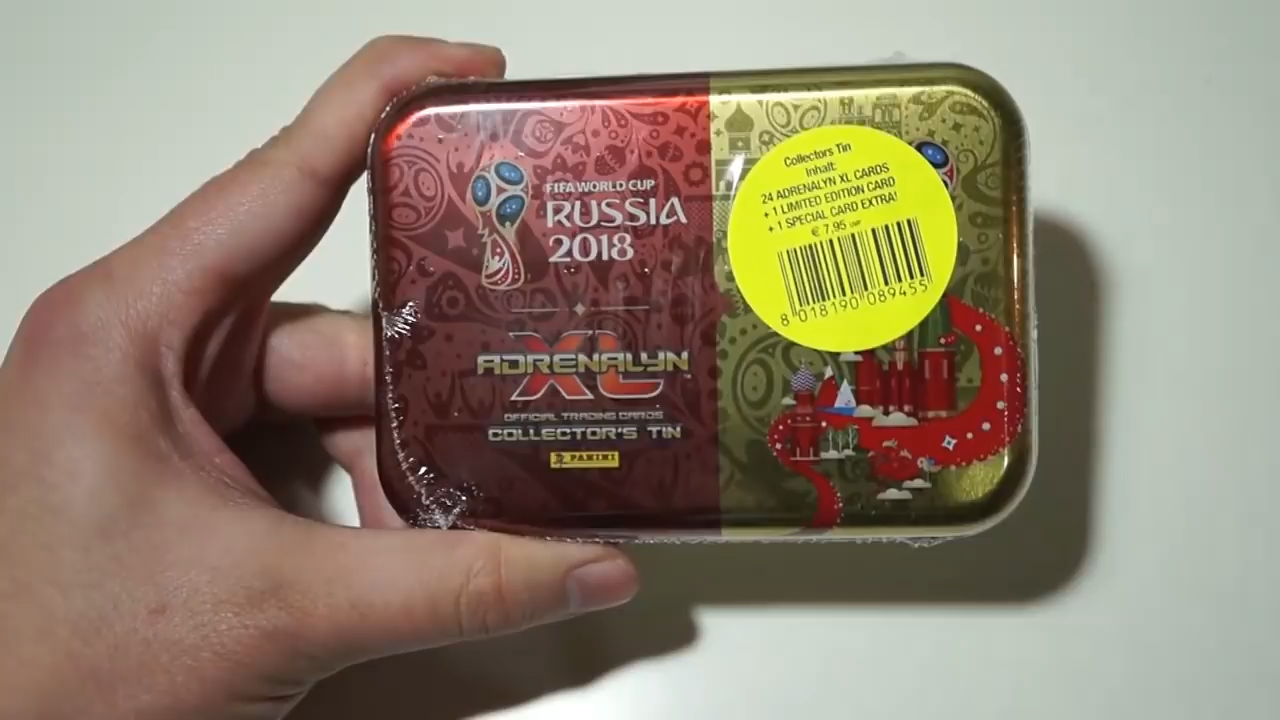 FIFA WORLD CUP
RUSSIA
2018
ADRENALYN
XL
OFFICIAL TRADING CARDS
COLLECTOR'S TIN
PANINI
Collectors Tin
Inhalt:
24 ADRENALYN XL CARDS
+ 1 LIMITED EDITION CARD
+ 1 SPECIAL CARD EXTRA!
€ 7,95 UVP
8 018190 089455